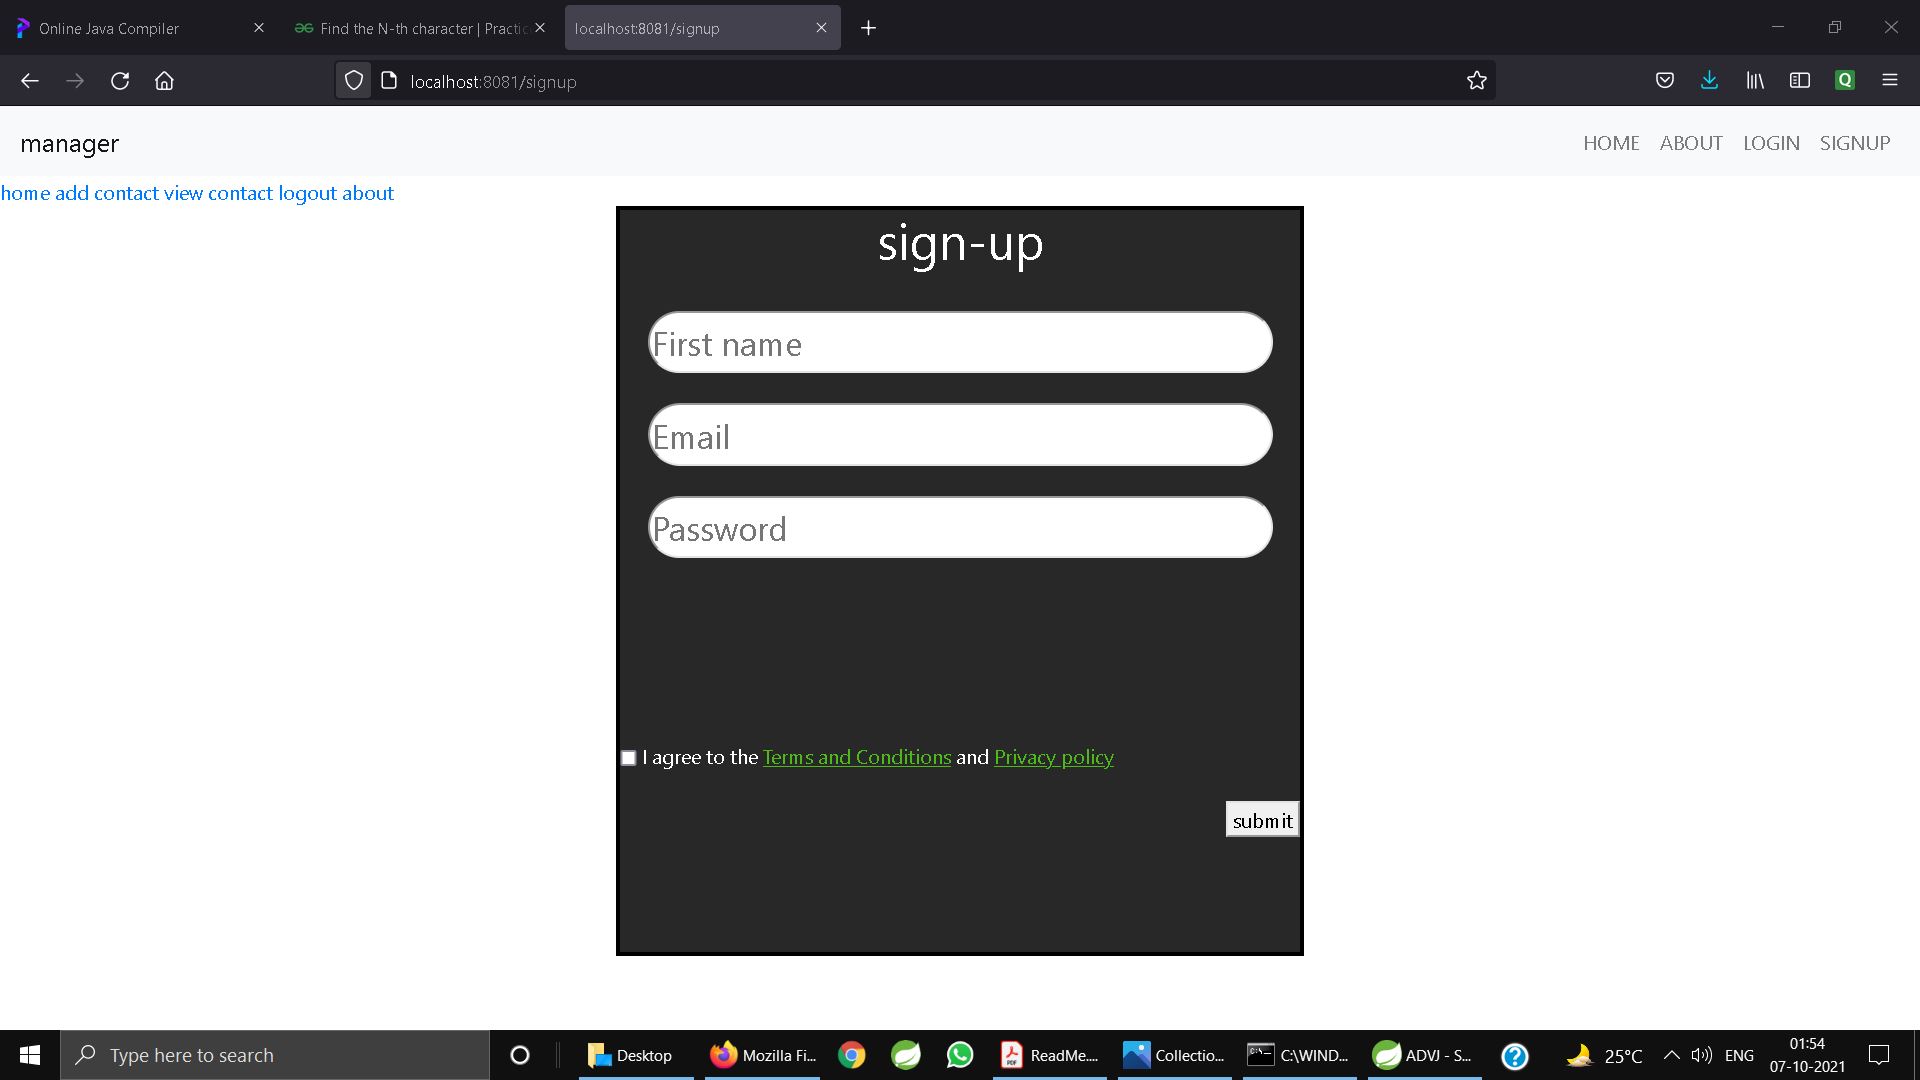 Online Java Compiler
Find the N-th character | Practic
localhost:8081/signup
localhost:8081/signup
manager
HOME ABOUT LOGIN SIGNUP
home add contact view contact logout about
sign-up
First name
Email
Password
I agree to the Terms and Conditions and Privacy policy
submit
Type here to search
Desktop
Mozilla Fi...
ReadMe....
Collectio...
C:\WIND...
ADVJ - S...
25°C
ENG
01:54
07-10-2021